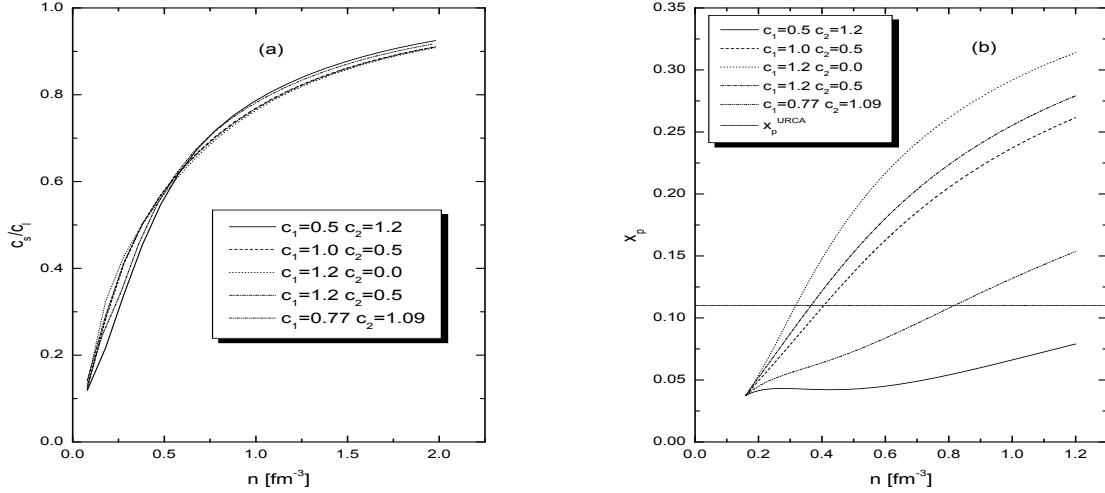 (a)
1.0
0.8
0.6
0.4
0.2
0.0
c_s/c_l
c_1=0.5 c_2=1.2
c_1=1.0 c_2=0.5
c_1=1.2 c_2=0.0
c_1=1.2 c_2=0.5
c_1=0.77 c_2=1.09
0.0 0.5 1.0 1.5 2.0
n [fm^-3]
(b)
c_1=0.5 c_2=1.2
c_1=1.0 c_2=0.5
c_1=1.2 c_2=0.0
c_1=1.2 c_2=0.5
c_1=0.77 c_2=1.09
x_p^URCA
0.35
0.30
0.25
0.20
0.15
0.10
0.05
0.00
X_p
0.0 0.2 0.4 0.6 0.8 1.0 1.2
n [fm^-3]